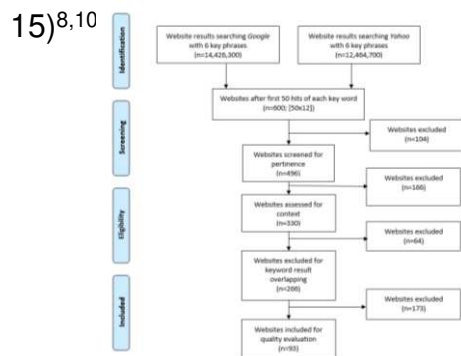 15)8,10
Identification
Website results searching Google
with 6 key phrases
(n=14,426,300)
Website results searching Yahoo
with 6 key phrases
(n=12,464,700)
Websites after first 50 hits of each key word
(n=600; [50x12])
Screening
Websites excluded
(n=104)
Websites screened for
pertinence
(n=496)
Websites excluded
(n=166)
Eligibility
Websites assessed for
context
(n=330)
Websites excluded
(n=64)
Websites excluded for
keyword result
overlapping
(n=266)
Included
Websites excluded
(n=173)
Websites included for
quality evaluation
(n=93)